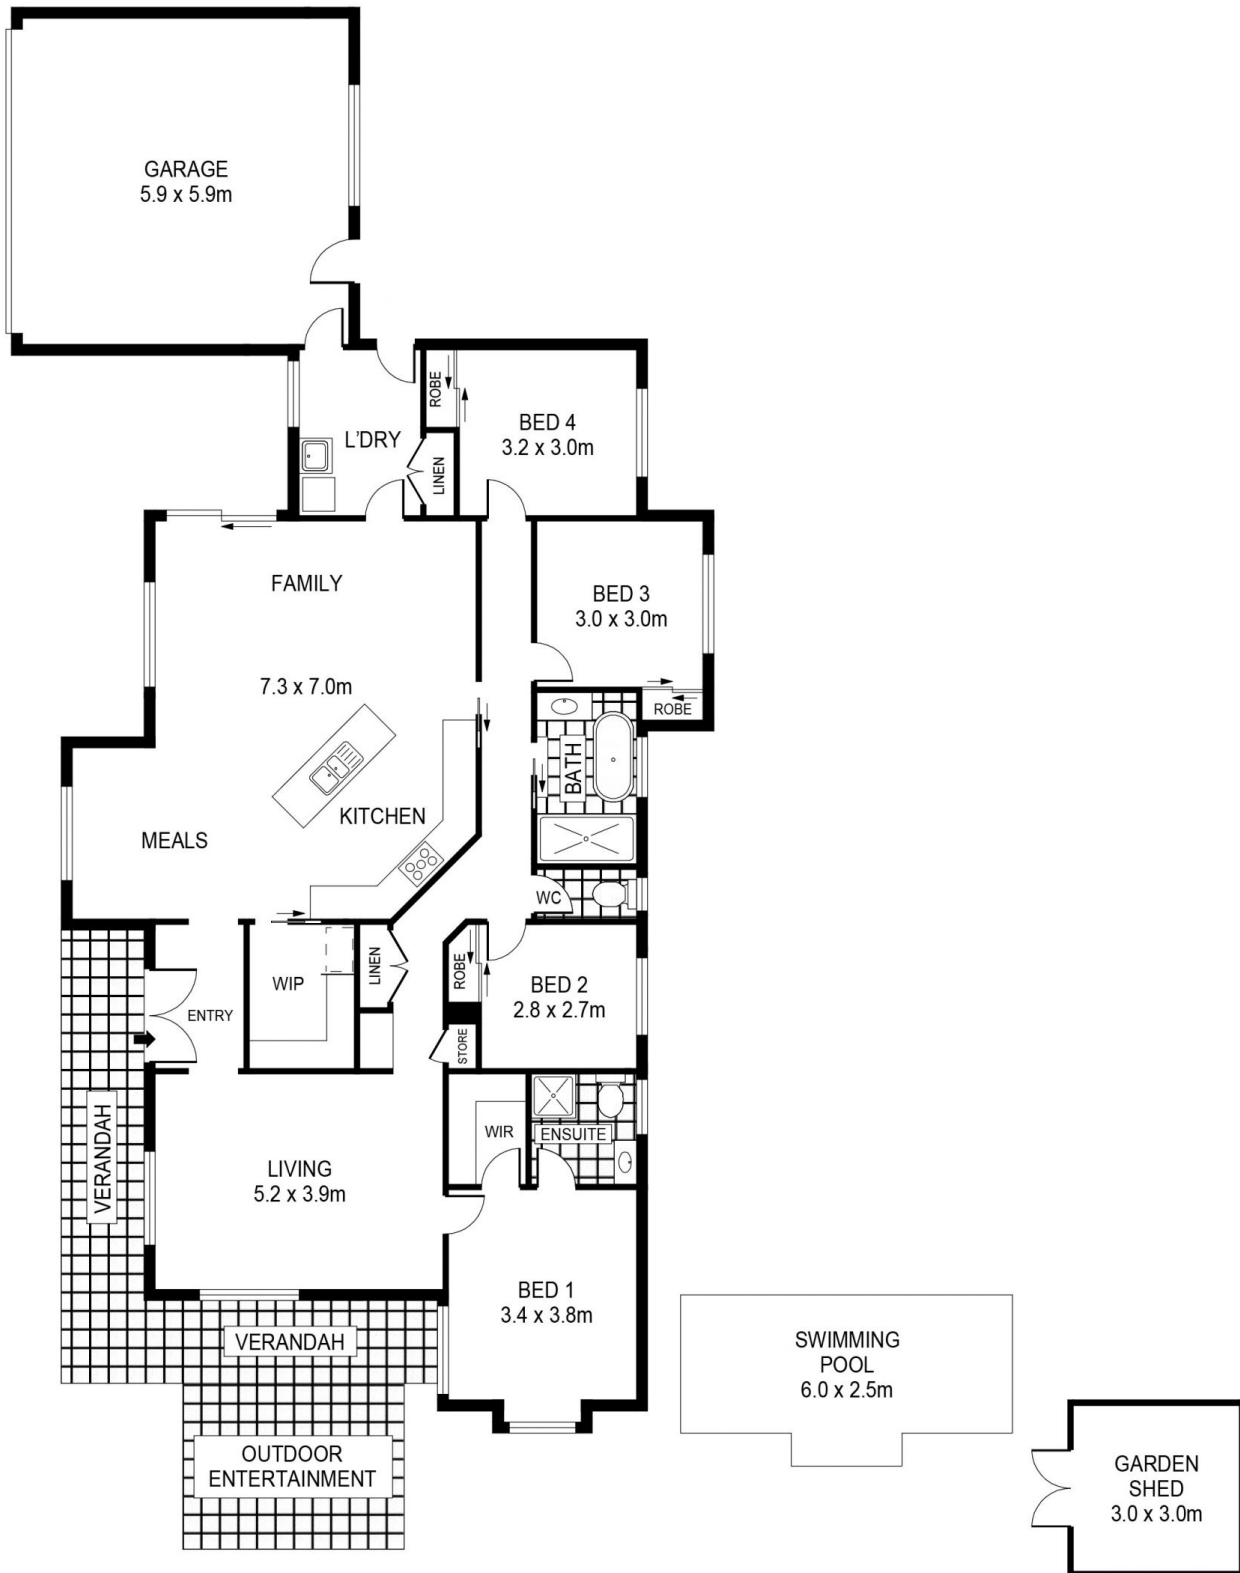 GARAGE
5.9 x 5.9m
ROBE
BED 4
3.2 x 3.0m
L'DRY
LINEN
FAMILY
BED 3
3.0 x 3.0m
7.3 x 7.0m
ROBE
BATH
KITCHEN
MEALS
WC
WIP
LINEN
ROBE
BED 2
2.8 x 2.7m
ENTRY
STORE
VERANDAH
WIR
ENSUITE
LIVING
5.2 x 3.9m
BED 1
3.4 x 3.8m
VERANDAH
SWIMMING
POOL
6.0 x 2.5m
OUTDOOR
ENTERTAINMENT
GARDEN
SHED
3.0 x 3.0m